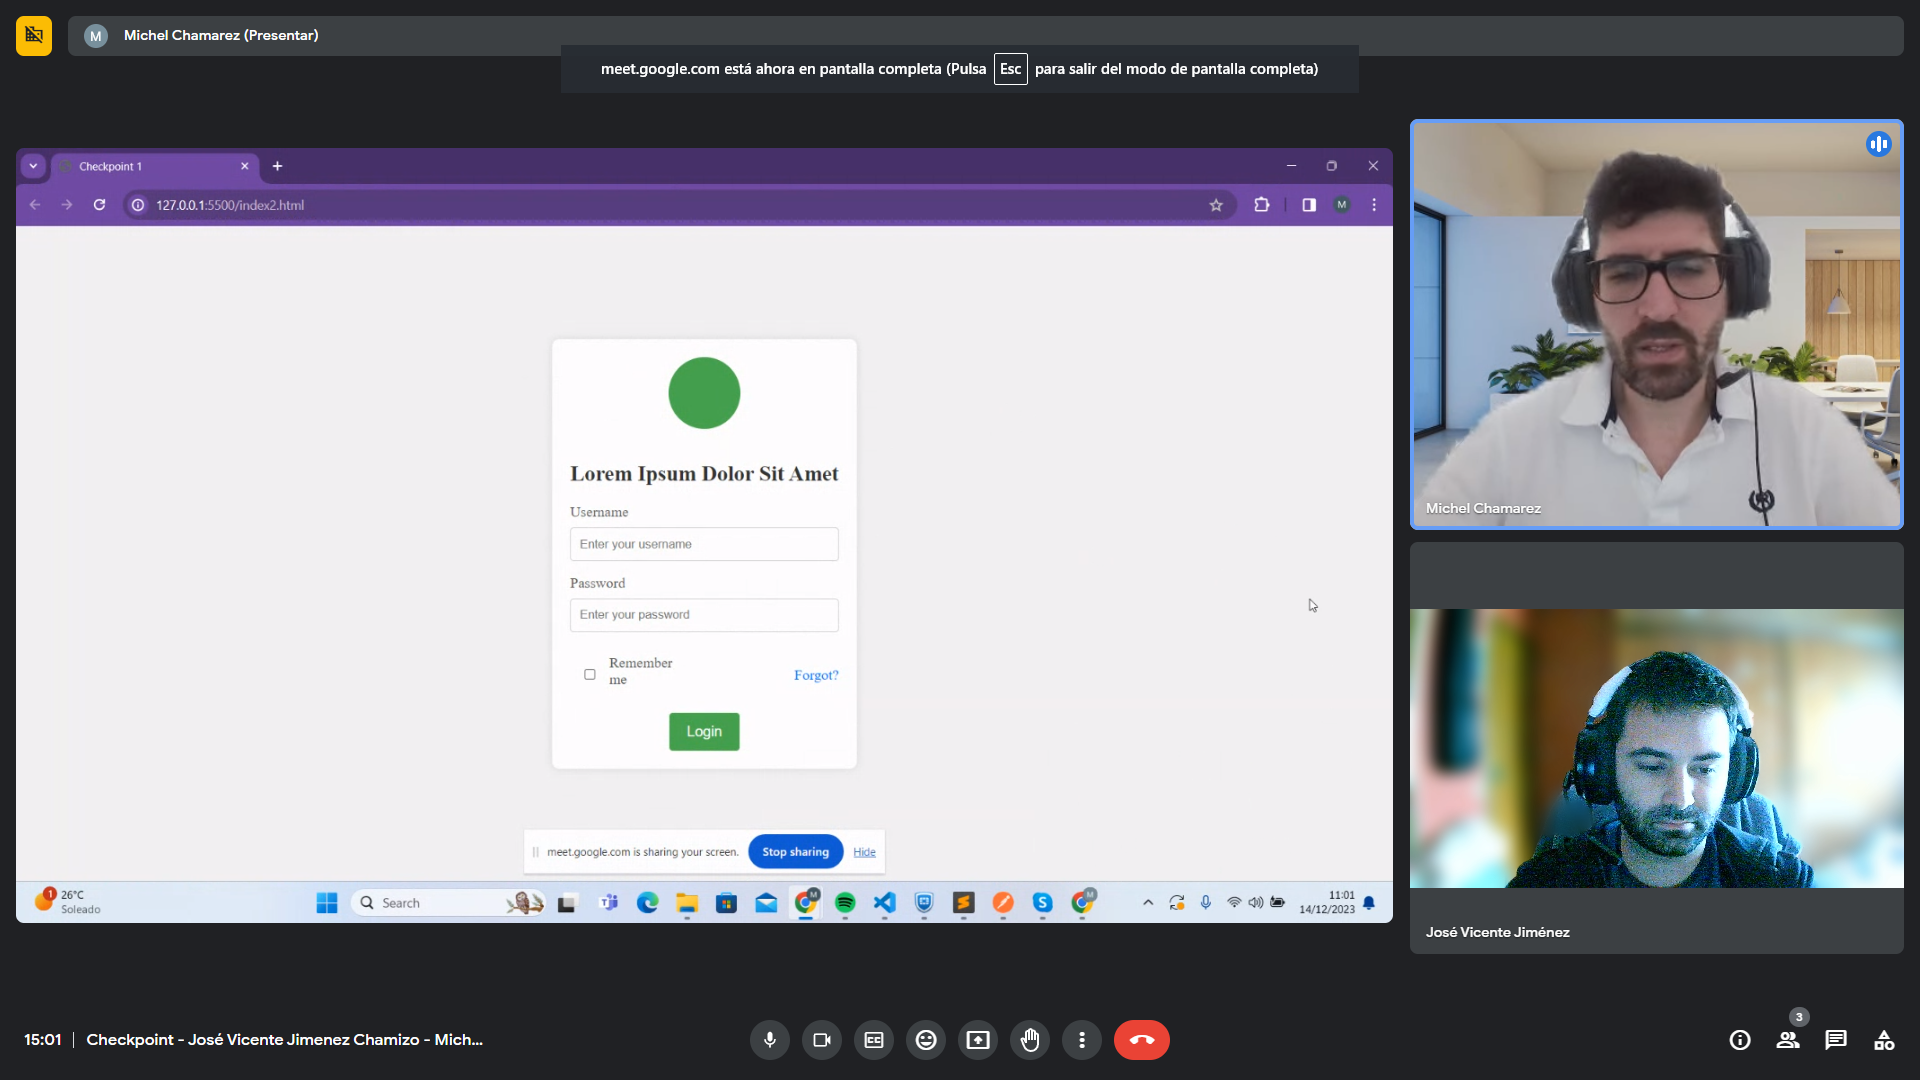 M
Michel Chamarez (Presentar)
meet.google.com está ahora en pantalla completa (Pulsa Esc para salir del modo de pantalla completa)
Checkpoint 1
127.0.0.1:5500/index2.html
M
Lorem Ipsum Dolor Sit Amet
Username
Enter your username
Password
Enter your password
Remember
me
Forgot?
Login
meet.google.com is sharing your screen.
Stop sharing
Hide
1
26°C
Soleado
Search
M
M
11:01
14/12/2023
Michel Chamarez
José Vicente Jiménez
15:01
Checkpoint - José Vicente Jimenez Chamizo - Mich...
3